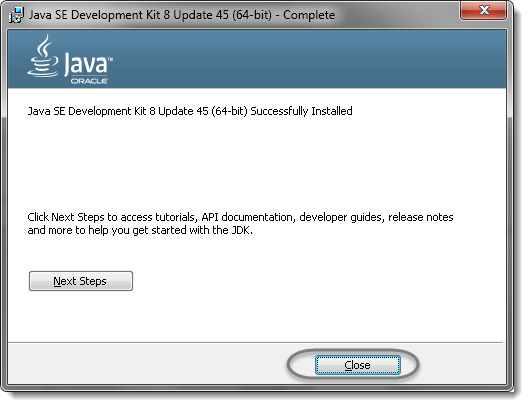 Java SE Development Kit 8 Update 45 (64-bit) - Complete
Java™
ORACLE
Java SE Development Kit 8 Update 45 (64-bit) Successfully Installed
Click Next Steps to access tutorials, API documentation, developer guides, release notes
and more to help you get started with the JDK.
Next Steps
Close